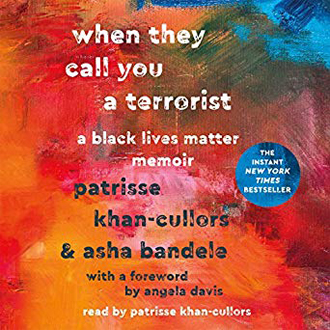 when they
call you
a terrorist
a black lives matter
memoir
patrisse
khan-cullors
& asha bandele
with a foreword
by angela davis
read by patrisse khan-cullors
THE
INSTANT
NEW YORK
TIMES
BESTSELLER